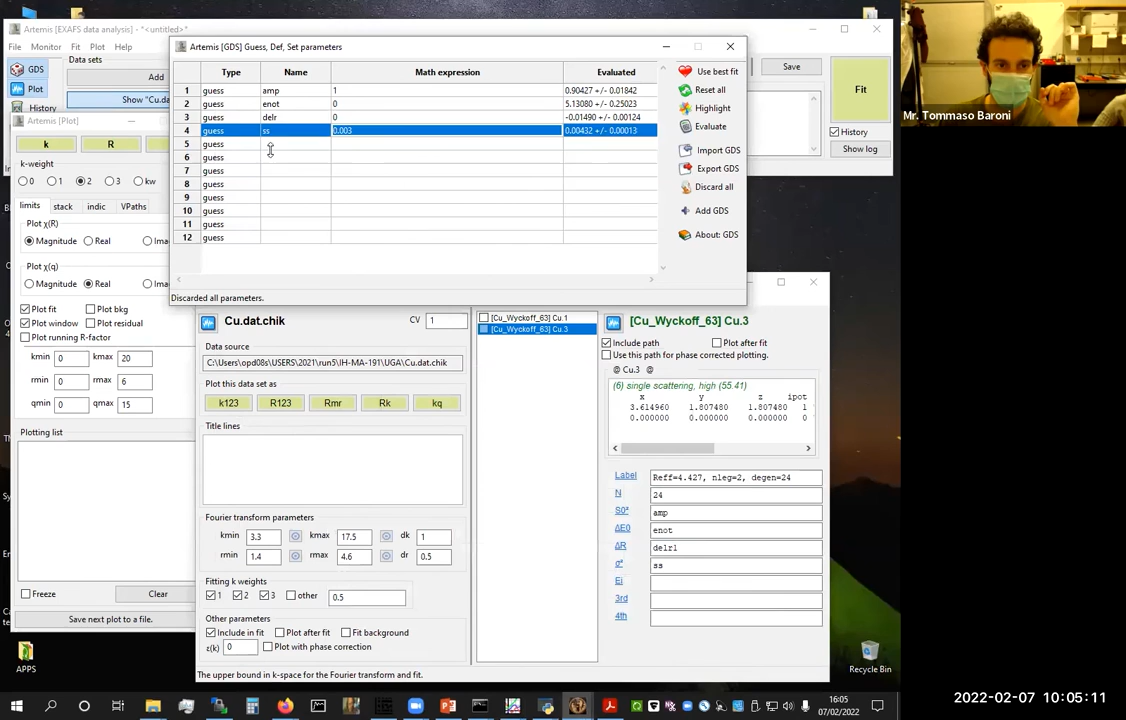 Artemis [EXAFS data analysis] - *<untitled>*
File Monitor Fit Plot Help
GDS
Plot
History
Data sets
Add
Show "Cu.da
Save
Fit
History
Show log
Artemis [Plot]
k R
k-weight
0 1 2 3 kw
limits stack indic VPaths
Plot χ(R)
Magnitude Real Ima
Plot χ(q)
Magnitude Real Ima
Plot fit Plot bkg
Plot window Plot residual
Plot running R-factor
kmin 0 kmax 20
rmin 0 rmax 6
qmin 0 qmax 15
Plotting list
Freeze Clear
Save next plot to a file.
Artemis [GDS] Guess, Def, Set parameters
Type Name Math expression Evaluated
1 guess amp 1 0.90427 +/- 0.01842
2 guess enot 0 5.13080 +/- 0.25023
3 guess delr 0 -0.01490 +/- 0.00124
4 guess ss 0.003 0.00432 +/- 0.00013
5 guess
6 guess
7 guess
8 guess
9 guess
10 guess
11 guess
12 guess
Use best fit
Reset all
Highlight
Evaluate
Import GDS
Export GDS
Discard all
Add GDS
About: GDS
Discarded all parameters.
Cu.dat.chik CV 1
Data source
C:\Users\opd08s\USERS\2021\run5\IH-MA-191\UGA\Cu.dat.chik
Plot this data set as
k123 R123 Rmr Rk kq
Title lines
Fourier transform parameters
kmin 3.3 kmax 17.5 dk 1
rmin 1.4 rmax 4.6 dr 0.5
Fitting k weights
1 2 3 other 0.5
Other parameters
Include in fit Plot after fit Fit background
ε(k) 0 Plot with phase correction
The upper bound in k-space for the Fourier transform and fit.
[Cu_Wyckoff_63] Cu.1
[Cu_Wyckoff_63] Cu.3
[Cu_Wyckoff_63] Cu.3
Include path Plot after fit
Use this path for phase corrected plotting.
@ Cu.3 @
(6) single scattering, high (55.41)
x y z ipot
3.614960 1.807480 1.807480 1
0.000000 0.000000 0.000000 0
Label Reff=4.427, nleg=2, degen=24
N 24
S0² amp
ΔE0 enot
ΔR delr1
σ² ss
Ei
3rd
4th
APPS
Recycle Bin
16:05
07/02/2022
Mr. Tommaso Baroni
2022-02-07 10:05:11